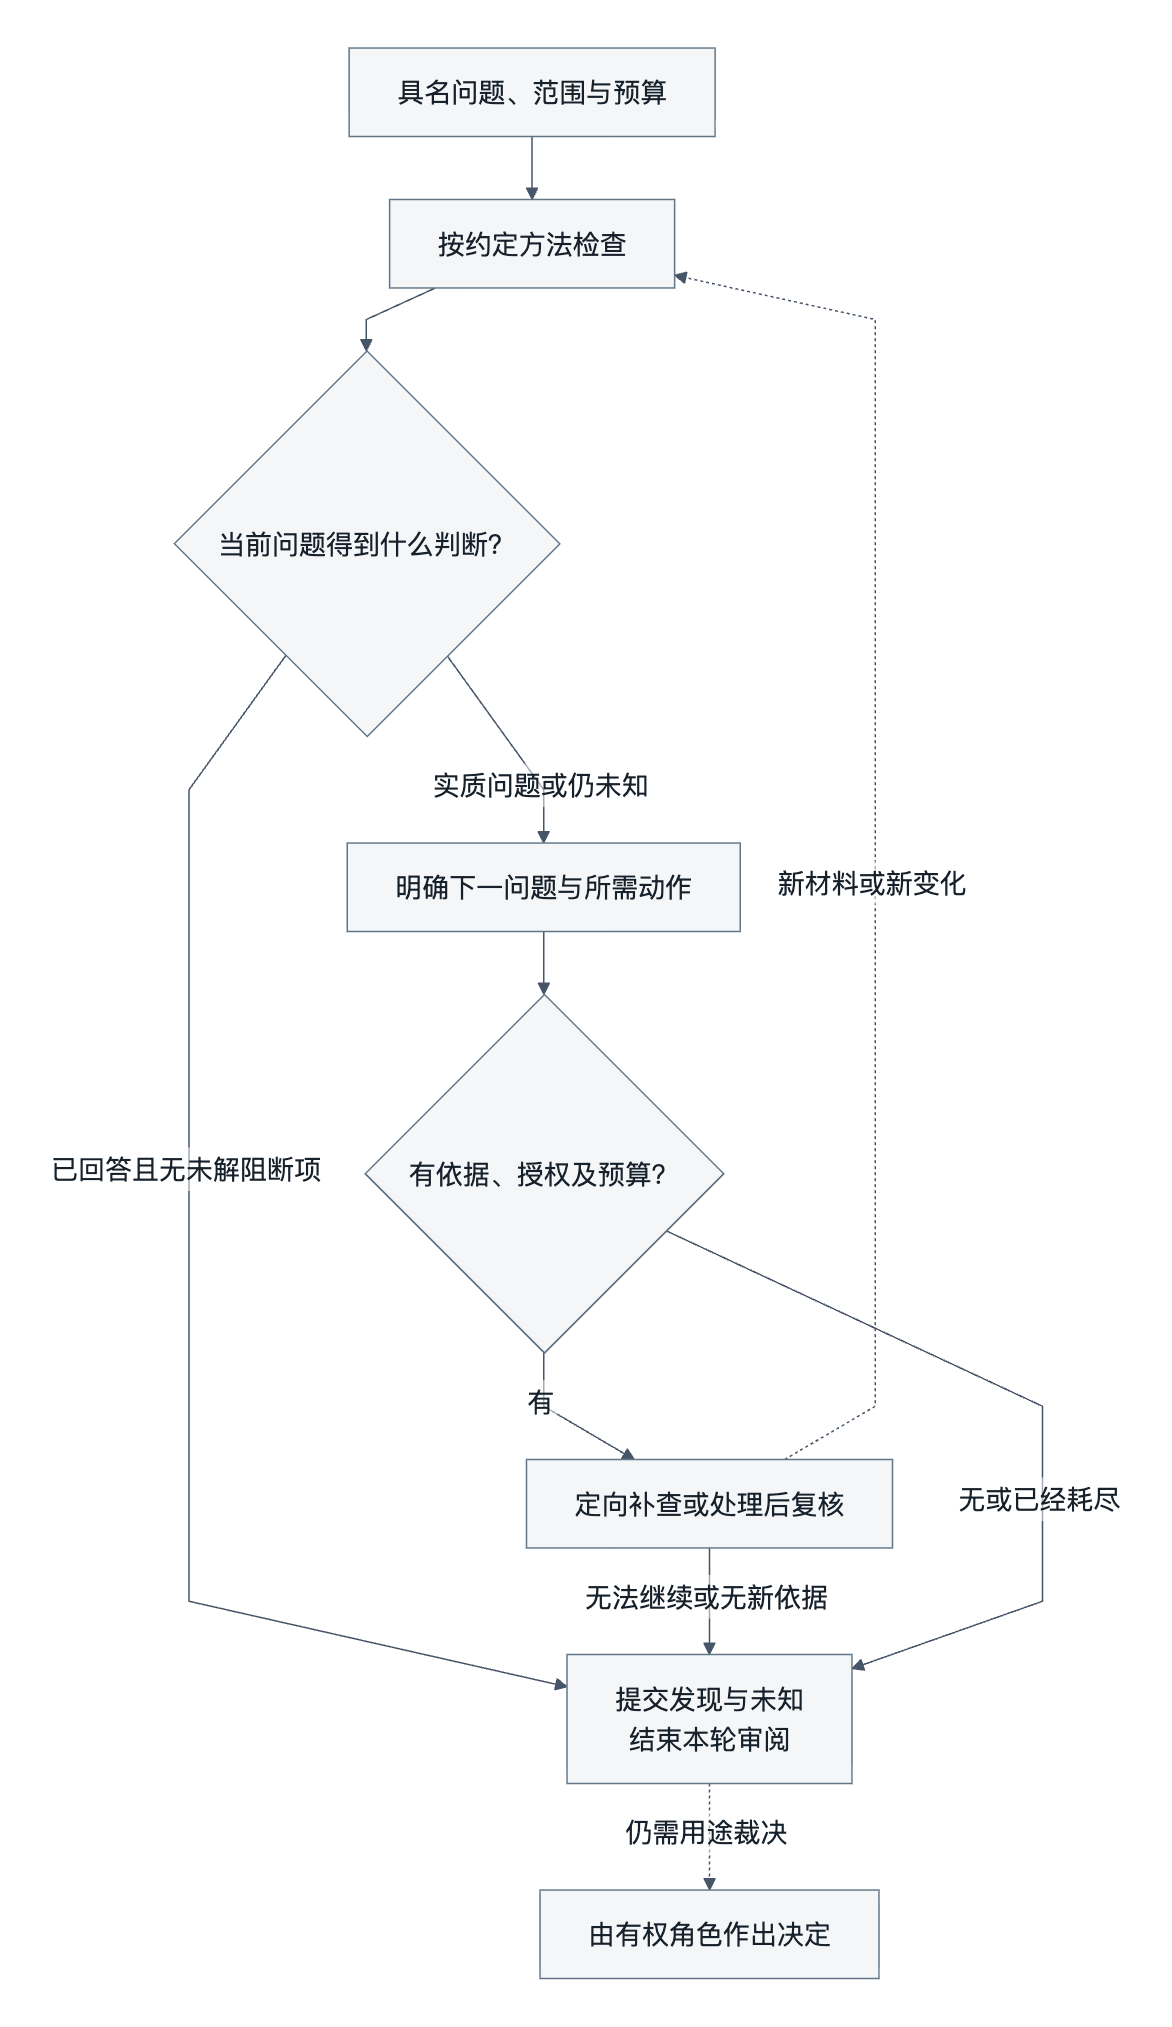 具名问题、范围与预算
按约定方法检查
当前问题得到什么判断?
实质问题或仍未知
明确下一问题与所需动作
新材料或新变化
已回答且无未解阻断项
有依据、授权及预算?
有
无或已经耗尽
定向补查或处理后复核
无法继续或无新依据
提交发现与未知
结束本轮审阅
仍需用途裁决
由有权角色作出决定